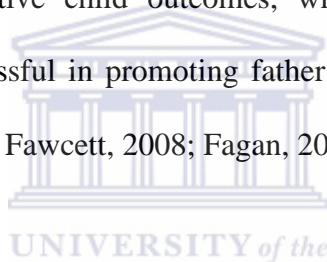 tive child outcomes, wh
ssful in promoting father
Fawcett, 2008; Fagan, 20
UNIVERSITY of the